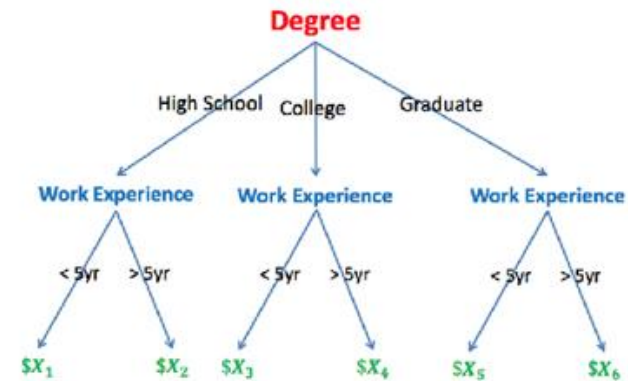 Degree
High School College Graduate
Work Experience Work Experience Work Experience
< 5yr > 5yr < 5yr > 5yr < 5yr > 5yr
$X₁ $X₂ $X₃ $X₄ $X₅ $X₆